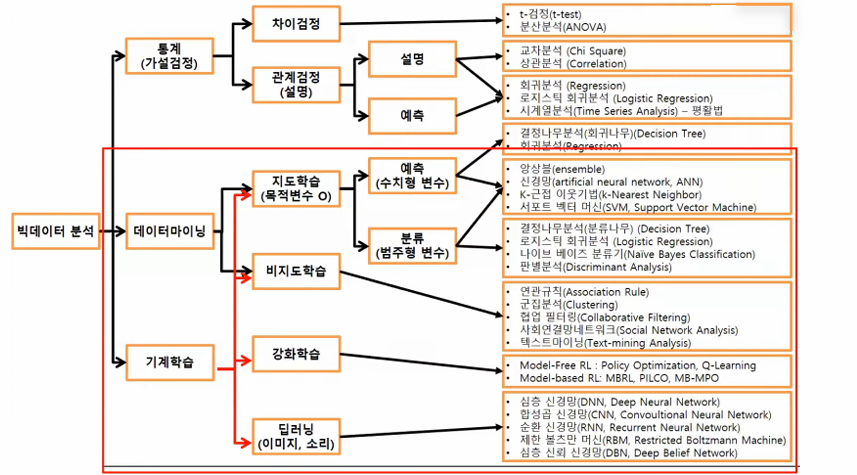 빅데이터 분석
통계
(가설검정)
데이터마이닝
기계학습
차이검정
관계검정
(설명)
설명
예측
지도학습
(목적변수 O)
예측
(수치형 변수)
분류
(범주형 변수)
비지도학습
강화학습
딥러닝
(이미지, 소리)
• t-검정(t-test)
• 분산분석(ANOVA)
• 교차분석 (Chi Square)
• 상관분석 (Correlation)
• 회귀분석 (Regression)
• 로지스틱 회귀분석 (Logistic Regression)
• 시계열분석(Time Series Analysis) – 평활법
• 결정나무분석(회귀나무)(Decision Tree)
• 회귀분석(Regression)
• 앙상블(ensemble)
• 신경망(artificial neural network, ANN)
• K-근접 이웃기법(k-Nearest Neighbor)
• 서포트 벡터 머신(SVM, Support Vector Machine)
• 결정나무분석(분류나무) (Decision Tree)
• 로지스틱 회귀분석 (Logistic Regression)
• 나이브 베이즈 분류기(Naïve Bayes Classification)
• 판별분석(Discriminant Analysis)
• 연관규칙(Association Rule)
• 군집분석(Clustering)
• 협업 필터링(Collaborative Filtering)
• 사회연결망네트워크(Social Network Analysis)
• 텍스트마이닝(Text-mining Analysis)
• Model-Free RL : Policy Optimization, Q-Learning
• Model-based RL: MBRL, PILCO, MB-MPO
• 심층 신경망(DNN, Deep Neural Network)
• 합성곱 신경망(CNN, Convoultional Neural Network)
• 순환 신경망(RNN, Recurrent Neural Network)
• 제한 볼츠만 머신(RBM, Restricted Boltzmann Machine)
• 심층 신뢰 신경망(DBN, Deep Belief Network)